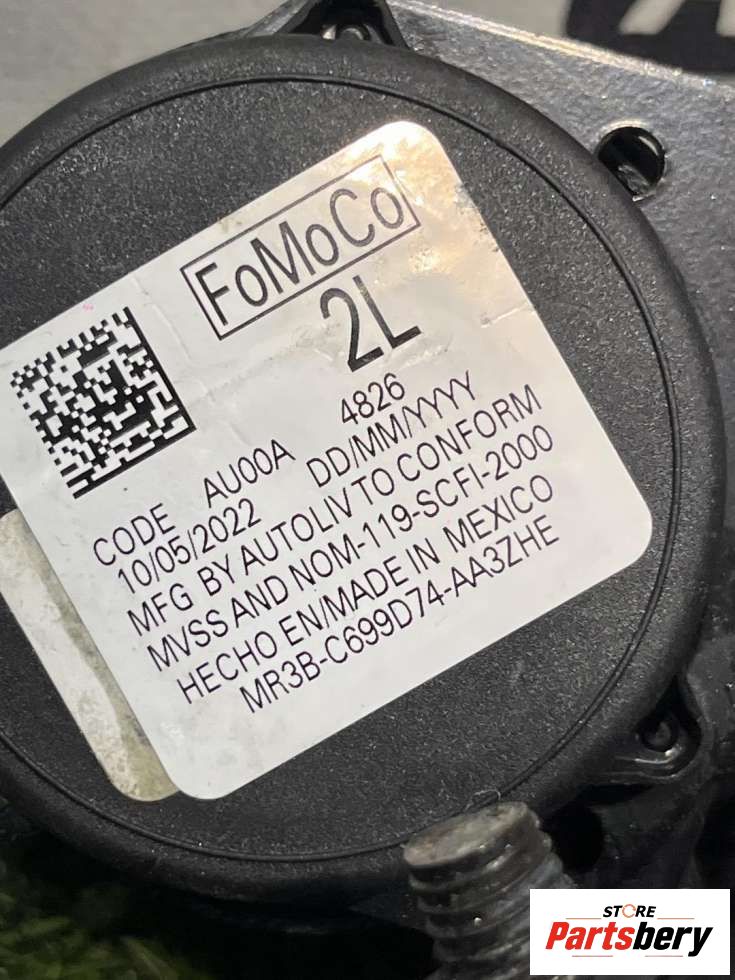 FoMoCo
2L
CODE AU00A 4826
10/05/2022 DD/MM/YYYY
MFG BY AUTOLIV TO CONFORM
MVSS AND NOM-119-SCFI-2000
HECHO EN/MADE IN MEXICO
MR3B-C699D74-AA3ZHE
STORE
Partsbery